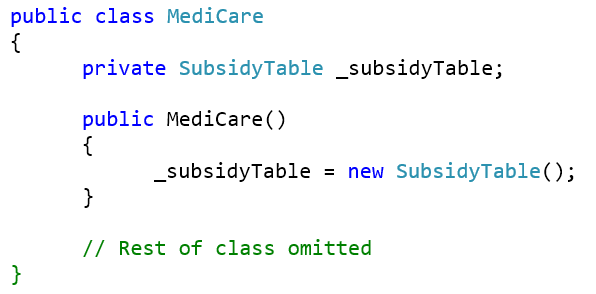 public class MediCare
{
private SubsidyTable _subsidyTable;
public MediCare()
{
_subsidyTable = new SubsidyTable();
}
// Rest of class omitted
}